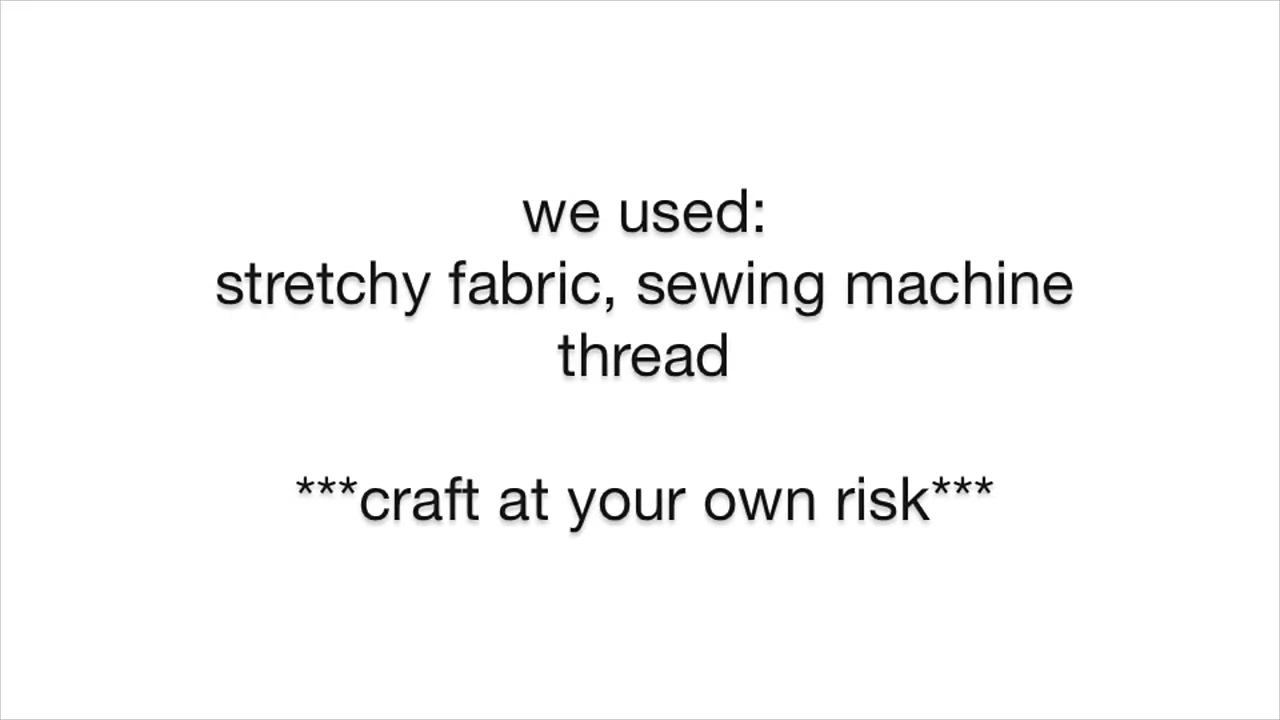 we used:
stretchy fabric, sewing machine
thread
***craft at your own risk***